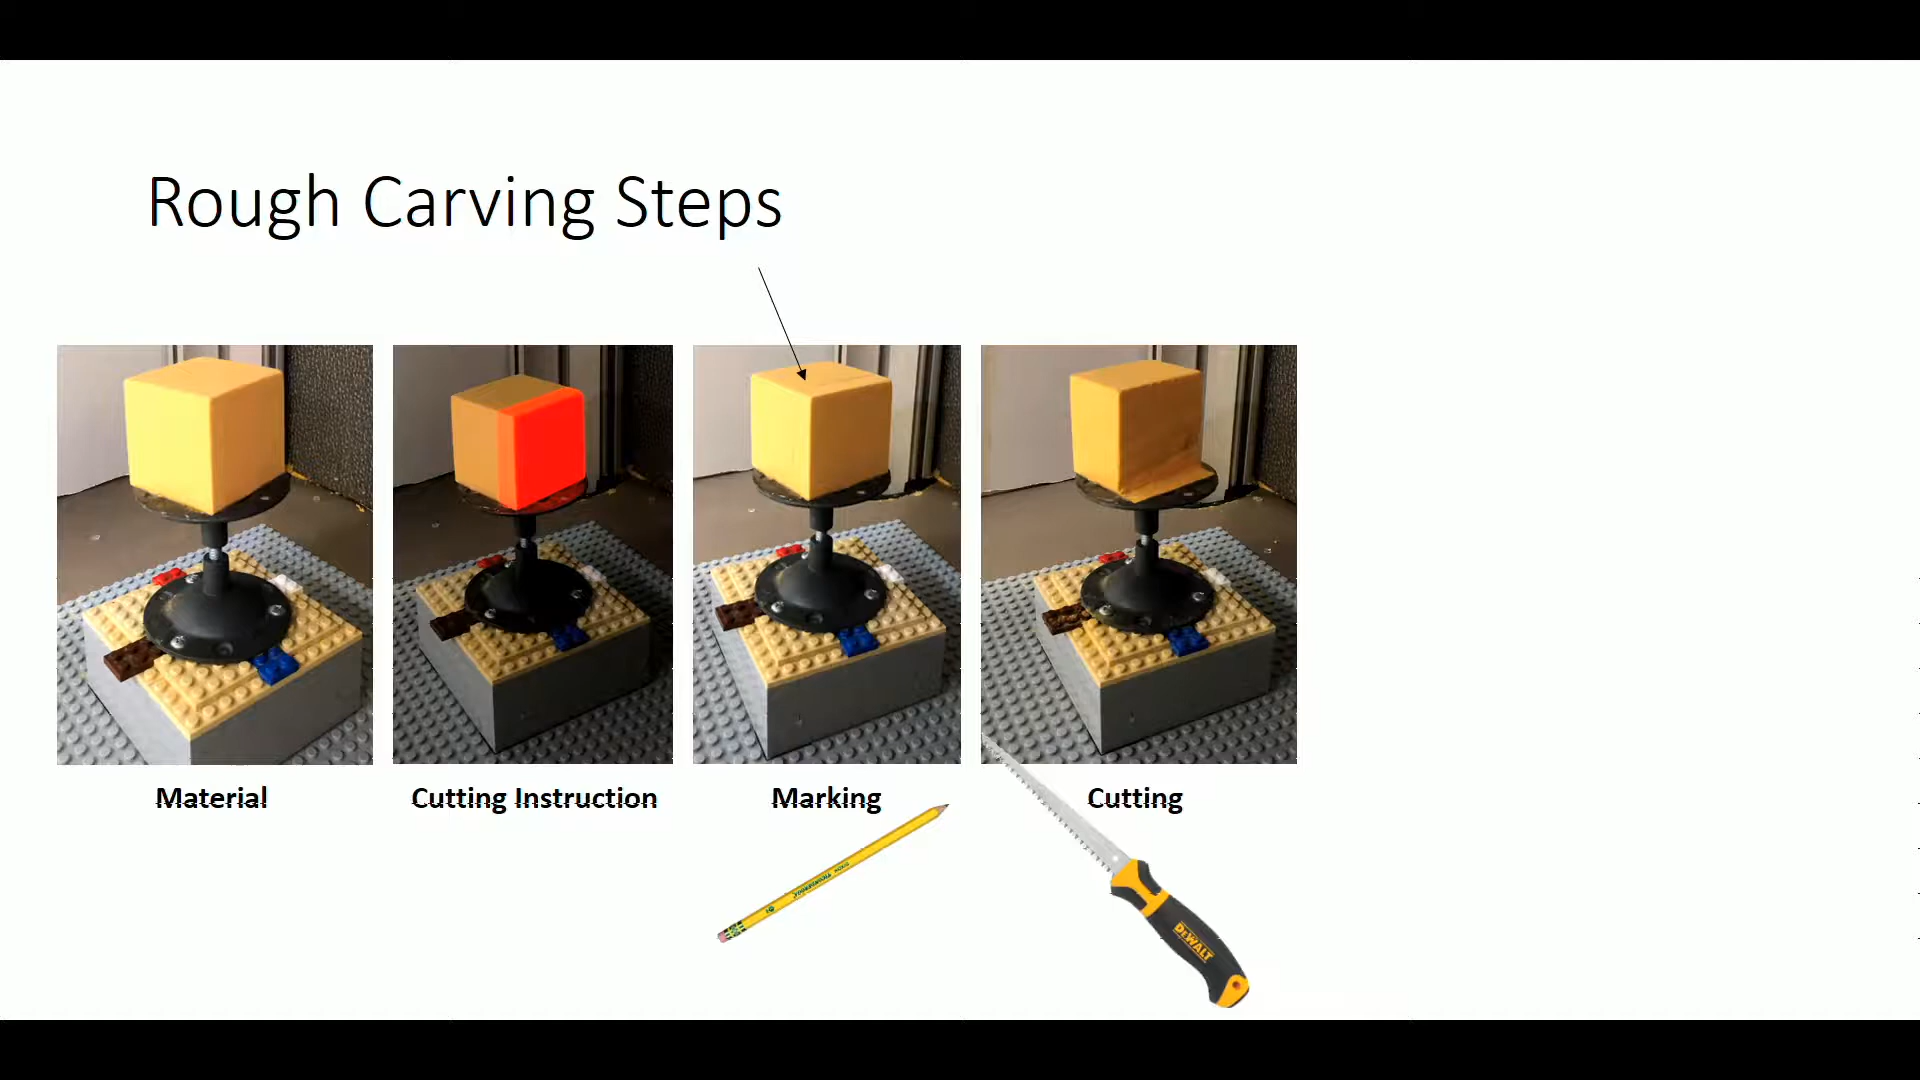 Rough Carving Steps
Material
Cutting Instruction
Marking
Cutting
DEWALT